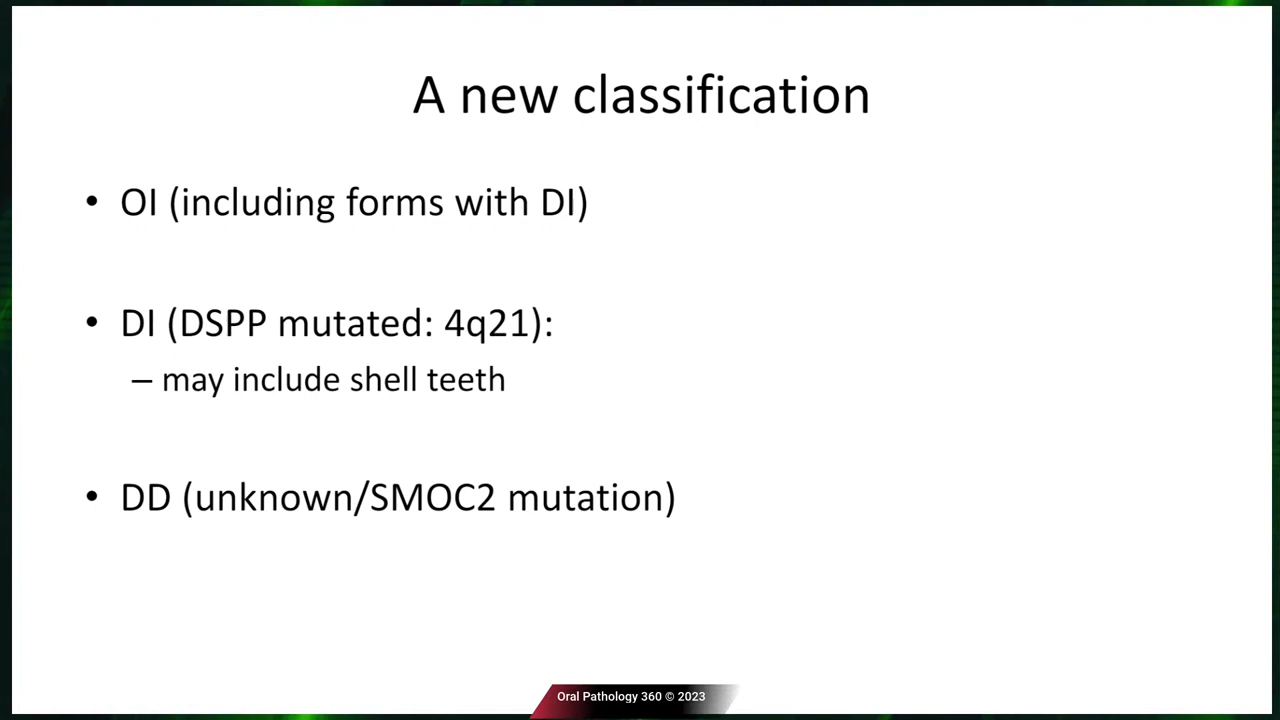 A new classification
• OI (including forms with DI)
• DI (DSPP mutated: 4q21):
– may include shell teeth
• DD (unknown/SMOC2 mutation)
Oral Pathology 360 © 2023